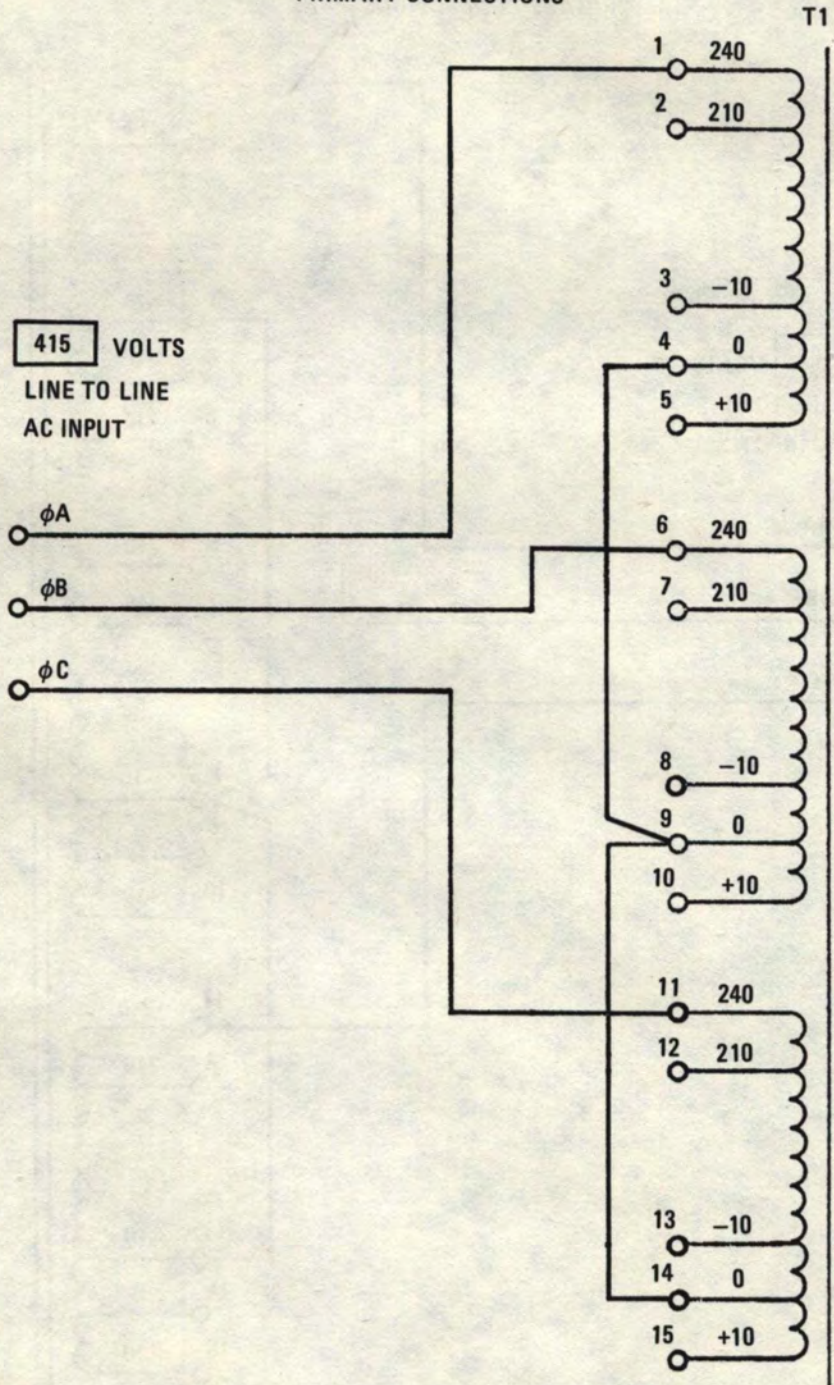 PRIMARY CONNECTIONS
T1
1 240
2 210
3 –10
4 0
5 +10
415 VOLTS
LINE TO LINE
AC INPUT
ϕA
ϕB
ϕC
6 240
7 210
8 –10
9 0
10 +10
11 240
12 210
13 –10
14 0
15 +10